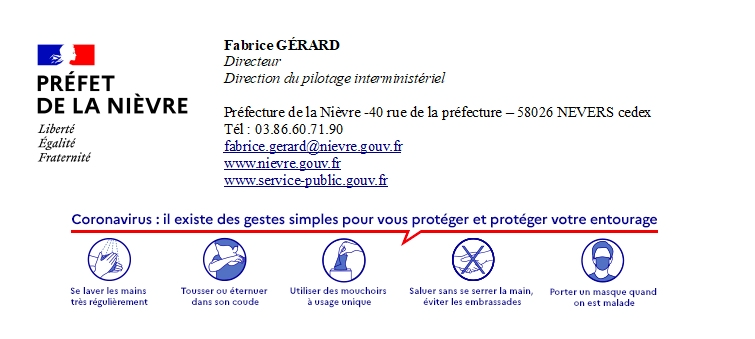 PRÉFET
DE LA NIÈVRE
Liberté
Égalité
Fraternité
Fabrice GÉRARD
Directeur
Direction du pilotage interministériel
Préfecture de la Nièvre -40 rue de la préfecture – 58026 NEVERS cedex
Tél : 03.86.60.71.90
fabrice.gerard@nievre.gouv.fr
www.nievre.gouv.fr
www.service-public.gouv.fr
Coronavirus : il existe des gestes simples pour vous protéger et protéger votre entourage
Se laver les mains
très régulièrement
Tousser ou éternuer
dans son coude
Utiliser des mouchoirs
à usage unique
Saluer sans se serrer la main,
éviter les embrassades
Porter un masque quand
on est malade